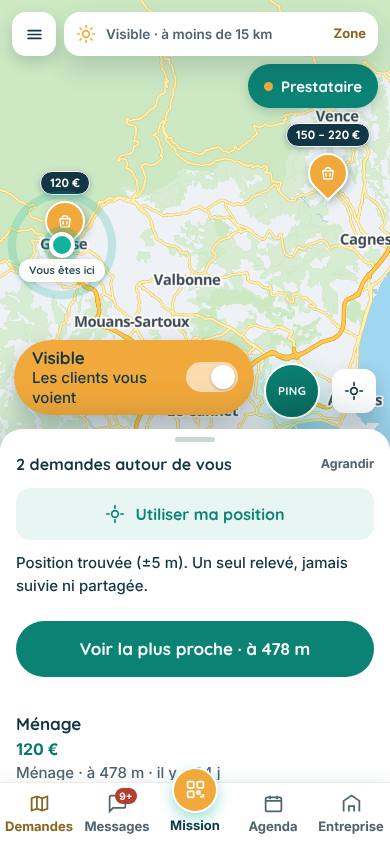 Visible · à moins de 15 km
Zone
Prestataire
Vence
150 – 220 €
120 €
Cagnes
Vous êtes ici
Valbonne
Mouans-Sartoux
Visible
Les clients vous
voient
PING
2 demandes autour de vous
Agrandir
Utiliser ma position
Position trouvée (±5 m). Un seul relevé, jamais
suivie ni partagée.
Voir la plus proche · à 478 m
Ménage
120 €
Ménage · à 478 m · il y
9+
Demandes
Messages
Mission
Agenda
Entreprise